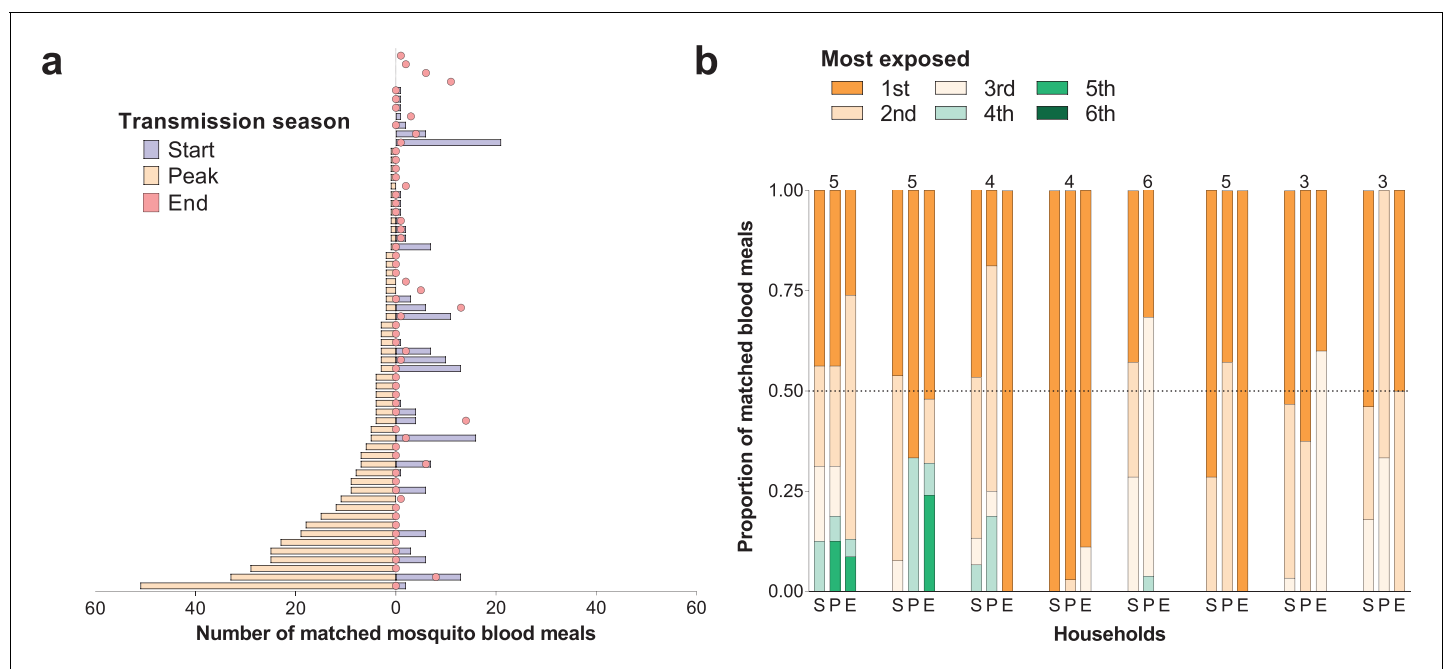 a
Transmission season
Start
Peak
End
60 40 20 0 20 40 60
Number of matched mosquito blood meals
b
Most exposed
1st 3rd 5th
2nd 4th 6th
5 5 4 4 6 5 3 3
1.00
0.75
0.50
0.25
0.00
Proportion of matched blood meals
S P E S P E S P E S P E S P S P E S P E S P E
Households